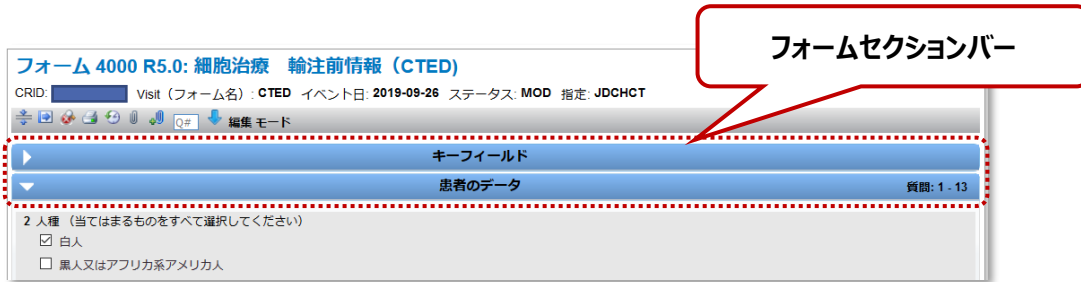 フォームセクションバー
フォーム 4000 R5.0: 細胞治療　輸注前情報（CTED)
CRID: Visit（フォーム名）: CTED イベント日: 2019-09-26 ステータス: MOD 指定: JDCHCT
Q# 編集 モード
キーフィールド
患者のデータ 質問: 1 - 13
2 人種 （当てはまるものをすべて選択してください）
白人
黒人又はアフリカ系アメリカ人